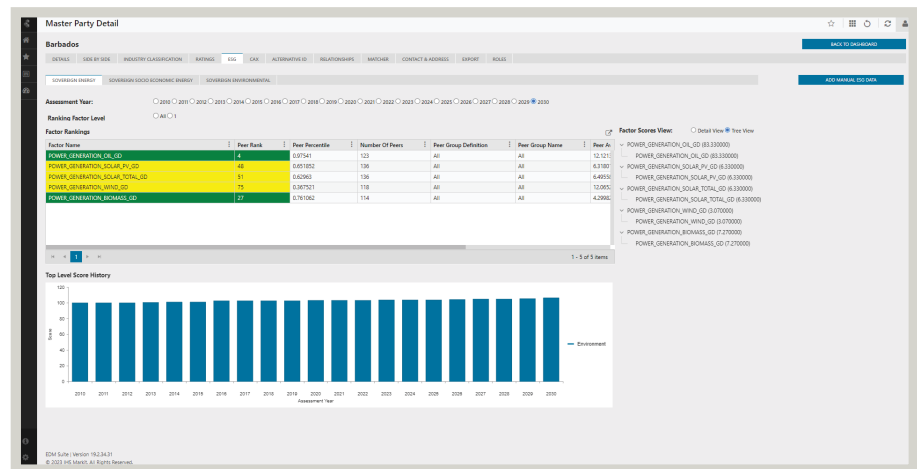 Master Party Detail
Barbados
BACK TO DASHBOARD
DETAILS SIDE BY SIDE INDUSTRY CLASSIFICATION RATINGS ESG CAX ALTERNATIVE ID RELATIONSHIPS MATCHER CONTACT & ADDRESS EXPORT ROLES
SOVEREIGN ENERGY SOVEREIGN SOCIO ECONOMIC ENERGY SOVEREIGN ENVIRONMENTAL
ADD MANUAL ESG DATA
Assessment Year: 2010 2011 2012 2013 2014 2015 2016 2017 2018 2019 2020 2021 2022 2023 2024 2025 2026 2027 2028 2029 2030
Ranking Factor Level All 1
Factor Rankings
Factor Name Peer Rank Peer Percentile Number Of Peers Peer Group Definition Peer Group Name Peer Av
POWER_GENERATION_OIL_GD 4 0.97541 123 All All 12.121
POWER_GENERATION_SOLAR_PV_GD 48 0.651852 136 All All 6.3180
POWER_GENERATION_SOLAR_TOTAL_GD 51 0.62963 136 All All 6.4955
POWER_GENERATION_WIND_GD 75 0.367521 118 All All 12.065
POWER_GENERATION_BIOMASS_GD 27 0.761062 114 All All 4.2998
1
1 - 5 of 5 items
Factor Scores View: Detail View Tree View
POWER_GENERATION_OIL_GD (83.330000)
POWER_GENERATION_OIL_GD (83.330000)
POWER_GENERATION_SOLAR_PV_GD (6.330000)
POWER_GENERATION_SOLAR_PV_GD (6.330000)
POWER_GENERATION_SOLAR_TOTAL_GD (6.330000)
POWER_GENERATION_SOLAR_TOTAL_GD (6.330000)
POWER_GENERATION_WIND_GD (3.070000)
POWER_GENERATION_WIND_GD (3.070000)
POWER_GENERATION_BIOMASS_GD (7.270000)
POWER_GENERATION_BIOMASS_GD (7.270000)
Top Level Score History
120
100
80
60
40
20
0
Score
2010 2011 2012 2013 2014 2015 2016 2017 2018 2019 2020 2021 2022 2023 2024 2025 2026 2027 2028 2029 2030
Assessment Year
Environment
EDM Suite | Version 19.2.34.31
© 2023 IHS Markit. All Rights Reserved.